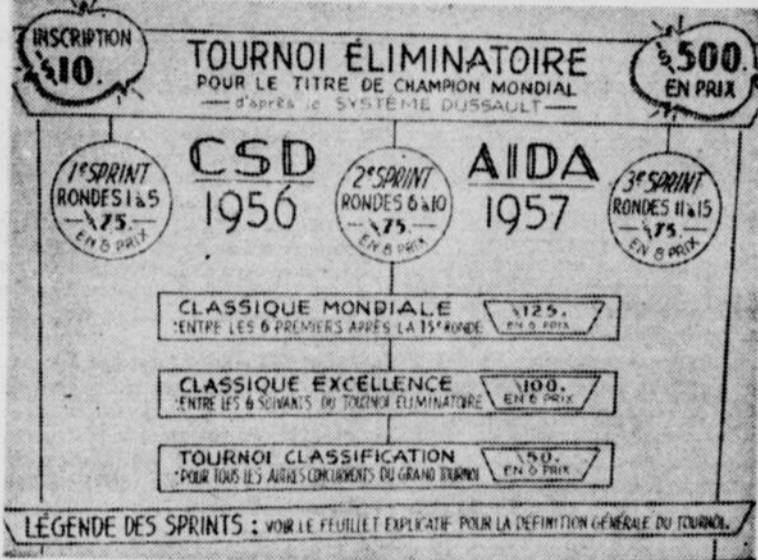 INSCRIPTION
$10.
TOURNOI ÉLIMINATOIRE
POUR LE TITRE DE CHAMPION MONDIAL
— d'après le SYSTÈME DUSSAULT —
$500.
EN PRIX
1e SPRINT
RONDES 1 à 5
— $75. —
EN 8 PRIX
CSD
1956
2e SPRINT
RONDES 6 à 10
— $75. —
EN 8 PRIX
AIDA
1957
3e SPRINT
RONDES 11 à 15
— $75. —
EN 8 PRIX
CLASSIQUE MONDIALE
ENTRE LES 6 PREMIERS APRÈS LA 15e RONDE
$125.
EN 6 PRIX
CLASSIQUE EXCELLENCE
ENTRE LES 6 SUIVANTS DU TOURNOI ELIMINATOIRE
$100.
EN 6 PRIX
TOURNOI CLASSIFICATION
POUR TOUS LES AUTRES CONCURRENTS DU GRAND TOURNOI
$50.
EN 6 PRIX
LÉGENDE DES SPRINTS : VOIR LE FEUILLET EXPLICATIF POUR LA DÉFINITION GÉNÉRALE DU TOURNOI.